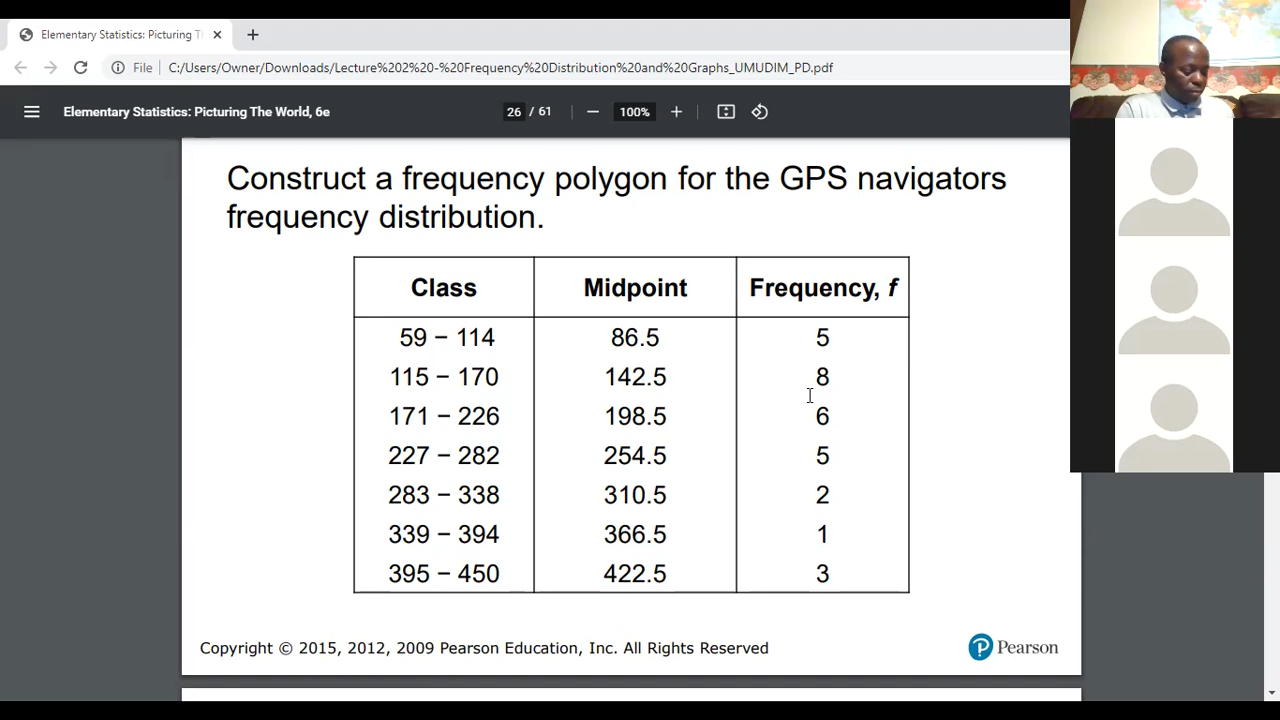 Elementary Statistics: Picturing T
File C:/Users/Owner/Downloads/Lecture%202%20-%20Frequency%20Distribution%20and%20Graphs_UMUDIM_PD.pdf
Elementary Statistics: Picturing The World, 6e 26 / 61 100%
Construct a frequency polygon for the GPS navigators
frequency distribution.
Class Midpoint Frequency, f
59 − 114 86.5 5
115 − 170 142.5 8
171 − 226 198.5 6
227 − 282 254.5 5
283 − 338 310.5 2
339 − 394 366.5 1
395 − 450 422.5 3
Copyright © 2015, 2012, 2009 Pearson Education, Inc. All Rights Reserved
P Pearson